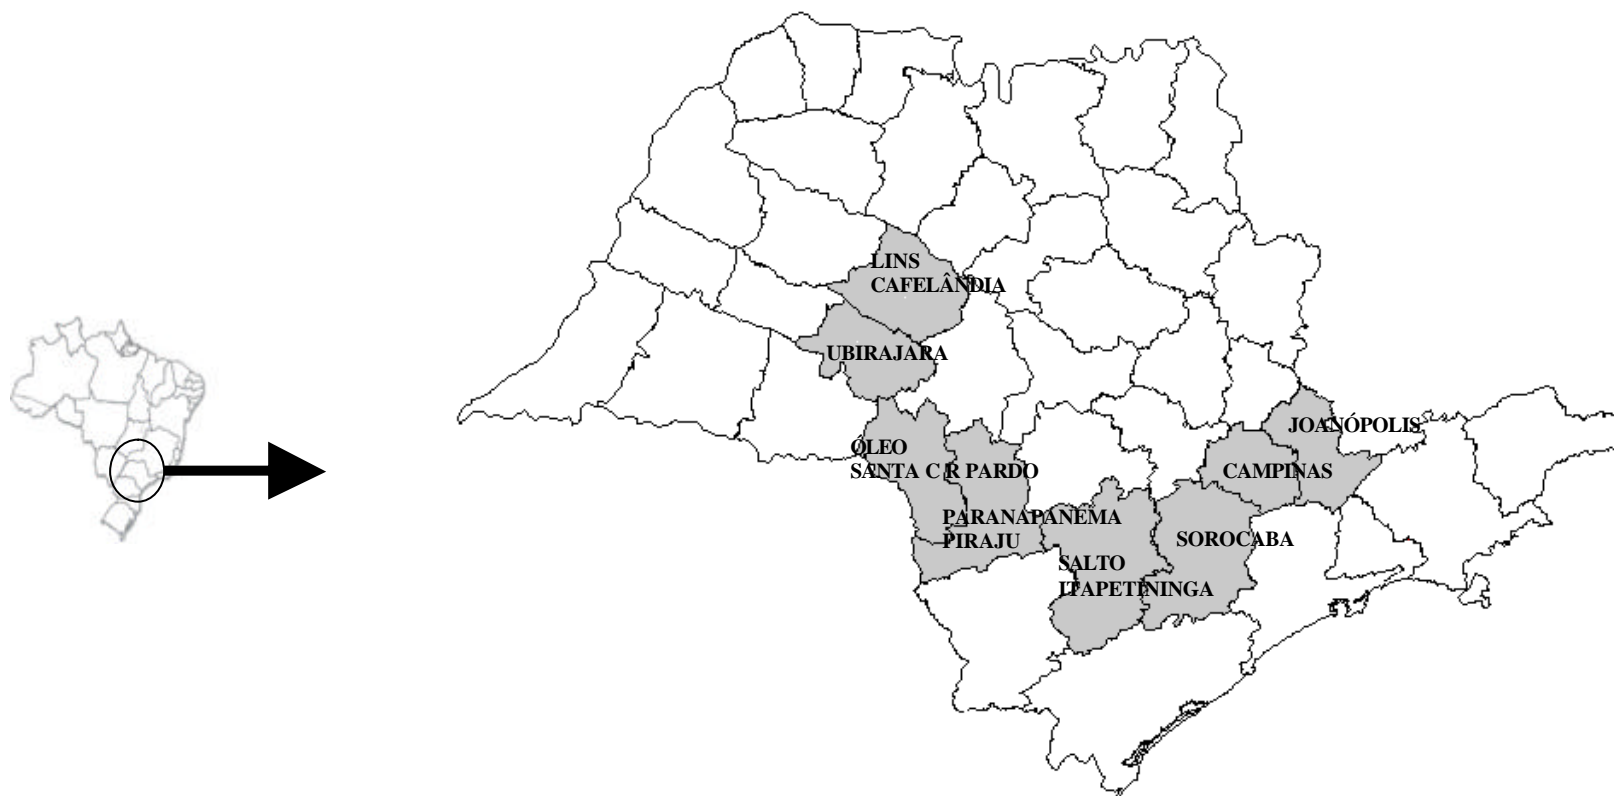 LINS
CAFELÂNDIA
UBIRAJARA
JOANÓPOLIS
ÓLEO
SANTA C R PARDO
CAMPINAS
PARANAPANEMA
PIRAJU
SOROCABA
SALTO
ITAPETININGA